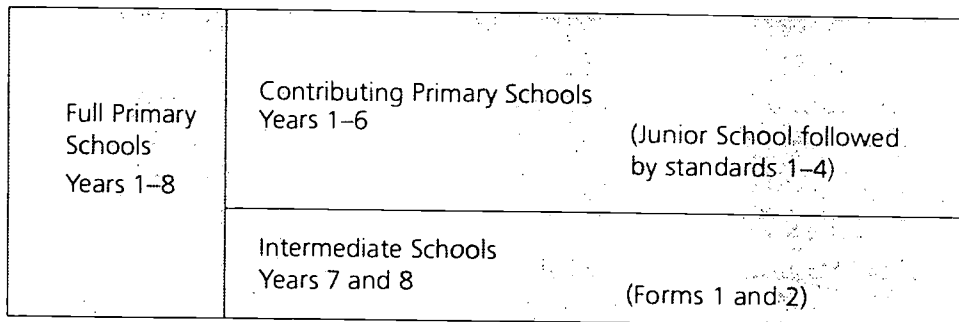 Full Primary
Schools
Years 1–8
Contributing Primary Schools
Years 1–6
(Junior School followed
by standards 1–4)
Intermediate Schools
Years 7 and 8
(Forms 1 and 2)